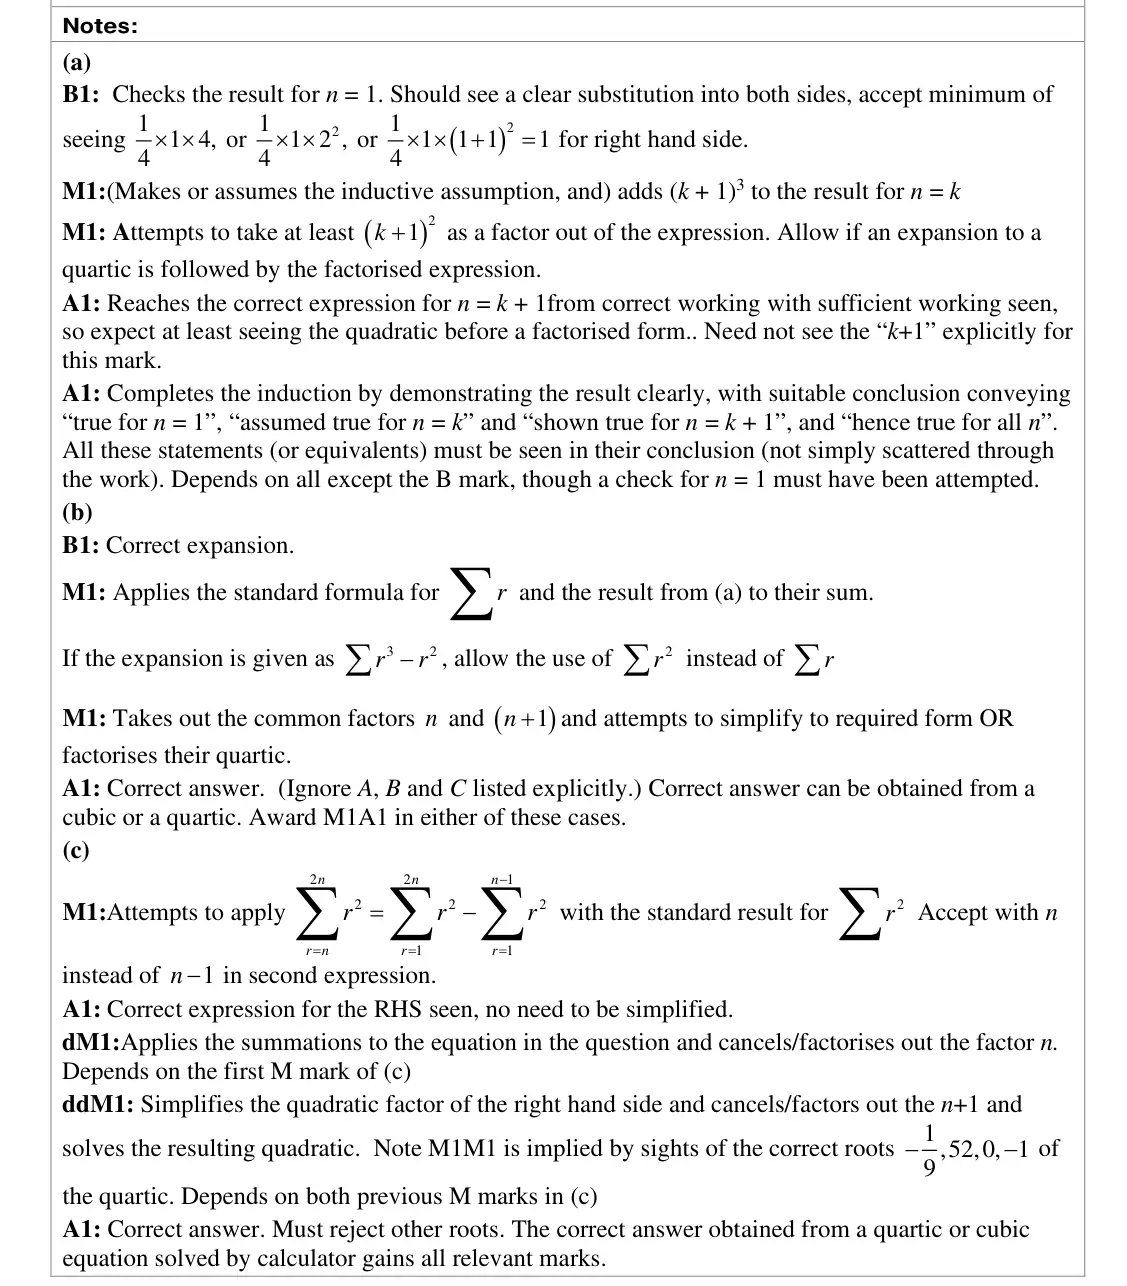 Notes:
(a)
B1: Checks the result for n = 1. Should see a clear substitution into both sides, accept minimum of
seeing 1/4×1×4, or 1/4×1×2², or 1/4×1×(1+1)² = 1 for right hand side.
M1:(Makes or assumes the inductive assumption, and) adds (k + 1)³ to the result for n = k
M1: Attempts to take at least (k+1)² as a factor out of the expression. Allow if an expansion to a
quartic is followed by the factorised expression.
A1: Reaches the correct expression for n = k + 1from correct working with sufficient working seen,
so expect at least seeing the quadratic before a factorised form.. Need not see the “k+1” explicitly for
this mark.
A1: Completes the induction by demonstrating the result clearly, with suitable conclusion conveying
“true for n = 1”, “assumed true for n = k” and “shown true for n = k + 1”, and “hence true for all n”.
All these statements (or equivalents) must be seen in their conclusion (not simply scattered through
the work). Depends on all except the B mark, though a check for n = 1 must have been attempted.
(b)
B1: Correct expansion.
M1: Applies the standard formula for ∑ r and the result from (a) to their sum.
If the expansion is given as ∑ r³ − r², allow the use of ∑ r² instead of ∑ r
M1: Takes out the common factors n and (n+1) and attempts to simplify to required form OR
factorises their quartic.
A1: Correct answer. (Ignore A, B and C listed explicitly.) Correct answer can be obtained from a
cubic or a quartic. Award M1A1 in either of these cases.
(c)
M1:Attempts to apply ∑_{r=n}^{2n} r² = ∑_{r=1}^{2n} r² − ∑_{r=1}^{n−1} r² with the standard result for ∑ r² Accept with n
instead of n−1 in second expression.
A1: Correct expression for the RHS seen, no need to be simplified.
dM1:Applies the summations to the equation in the question and cancels/factorises out the factor n.
Depends on the first M mark of (c)
ddM1: Simplifies the quadratic factor of the right hand side and cancels/factors out the n+1 and
solves the resulting quadratic. Note M1M1 is implied by sights of the correct roots −1/9, 52, 0, −1 of
the quartic. Depends on both previous M marks in (c)
A1: Correct answer. Must reject other roots. The correct answer obtained from a quartic or cubic
equation solved by calculator gains all relevant marks.